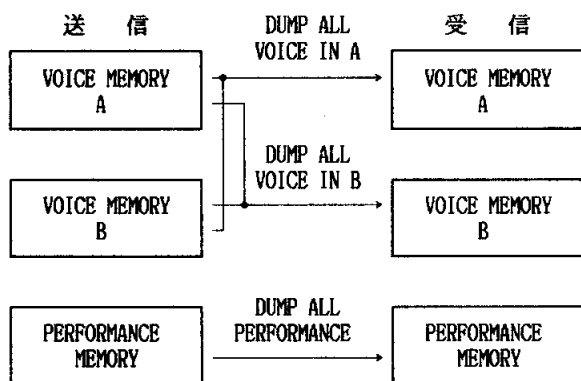 送 信
受 信
DUMP ALL
VOICE IN A
VOICE MEMORY
A
VOICE MEMORY
A
DUMP ALL
VOICE IN B
VOICE MEMORY
B
VOICE MEMORY
B
DUMP ALL
PERFORMANCE
PERFORMANCE
MEMORY
PERFORMANCE
MEMORY